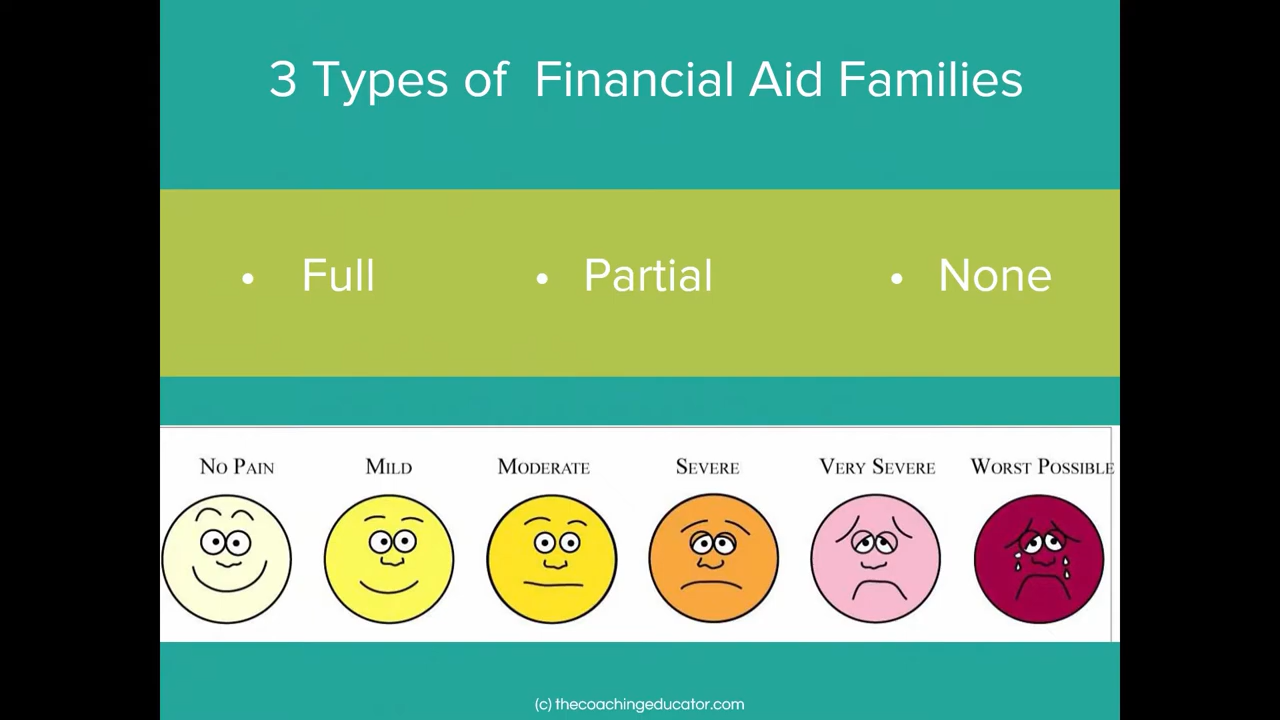 3 Types of Financial Aid Families
• Full • Partial • None
NO PAIN MILD MODERATE SEVERE VERY SEVERE WORST POSSIBLE
(c) thecoachingeducator.com